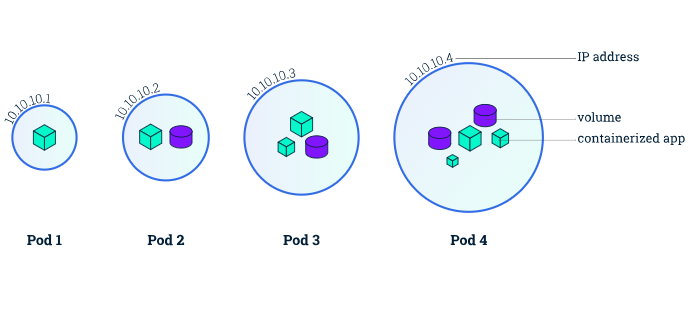 10.10.10.1
10.10.10.2
10.10.10.3
10.10.10.4
IP address
volume
containerized app
Pod 1
Pod 2
Pod 3
Pod 4